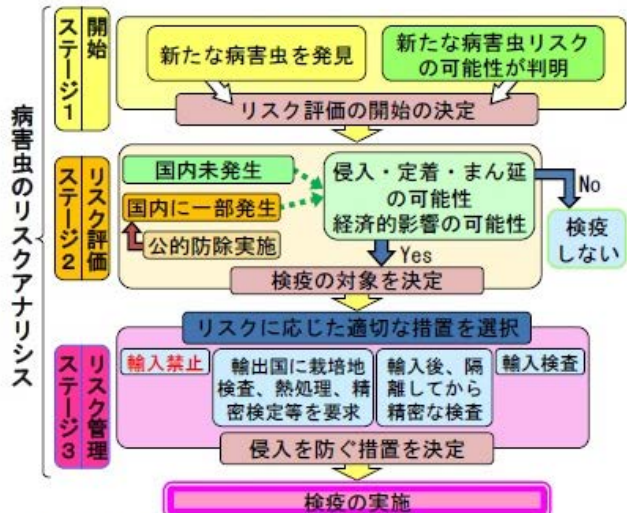 病害虫のリスクアナリシス
ステージ1
開始
新たな病害虫を発見
新たな病害虫リスク
の可能性が判明
リスク評価の開始の決定
ステージ2
リスク評価
国内未発生
国内に一部発生
公的防除実施
侵入・定着・まん延
の可能性
経済的影響の可能性
No
検疫
しない
Yes
検疫の対象を決定
ステージ3
リスク管理
リスクに応じた適切な措置を選択
輸入禁止
輸出国に栽培地
検査、熱処理、精
密検定等を要求
輸入後、隔
離してから
精密な検査
輸入検査
侵入を防ぐ措置を決定
検疫の実施